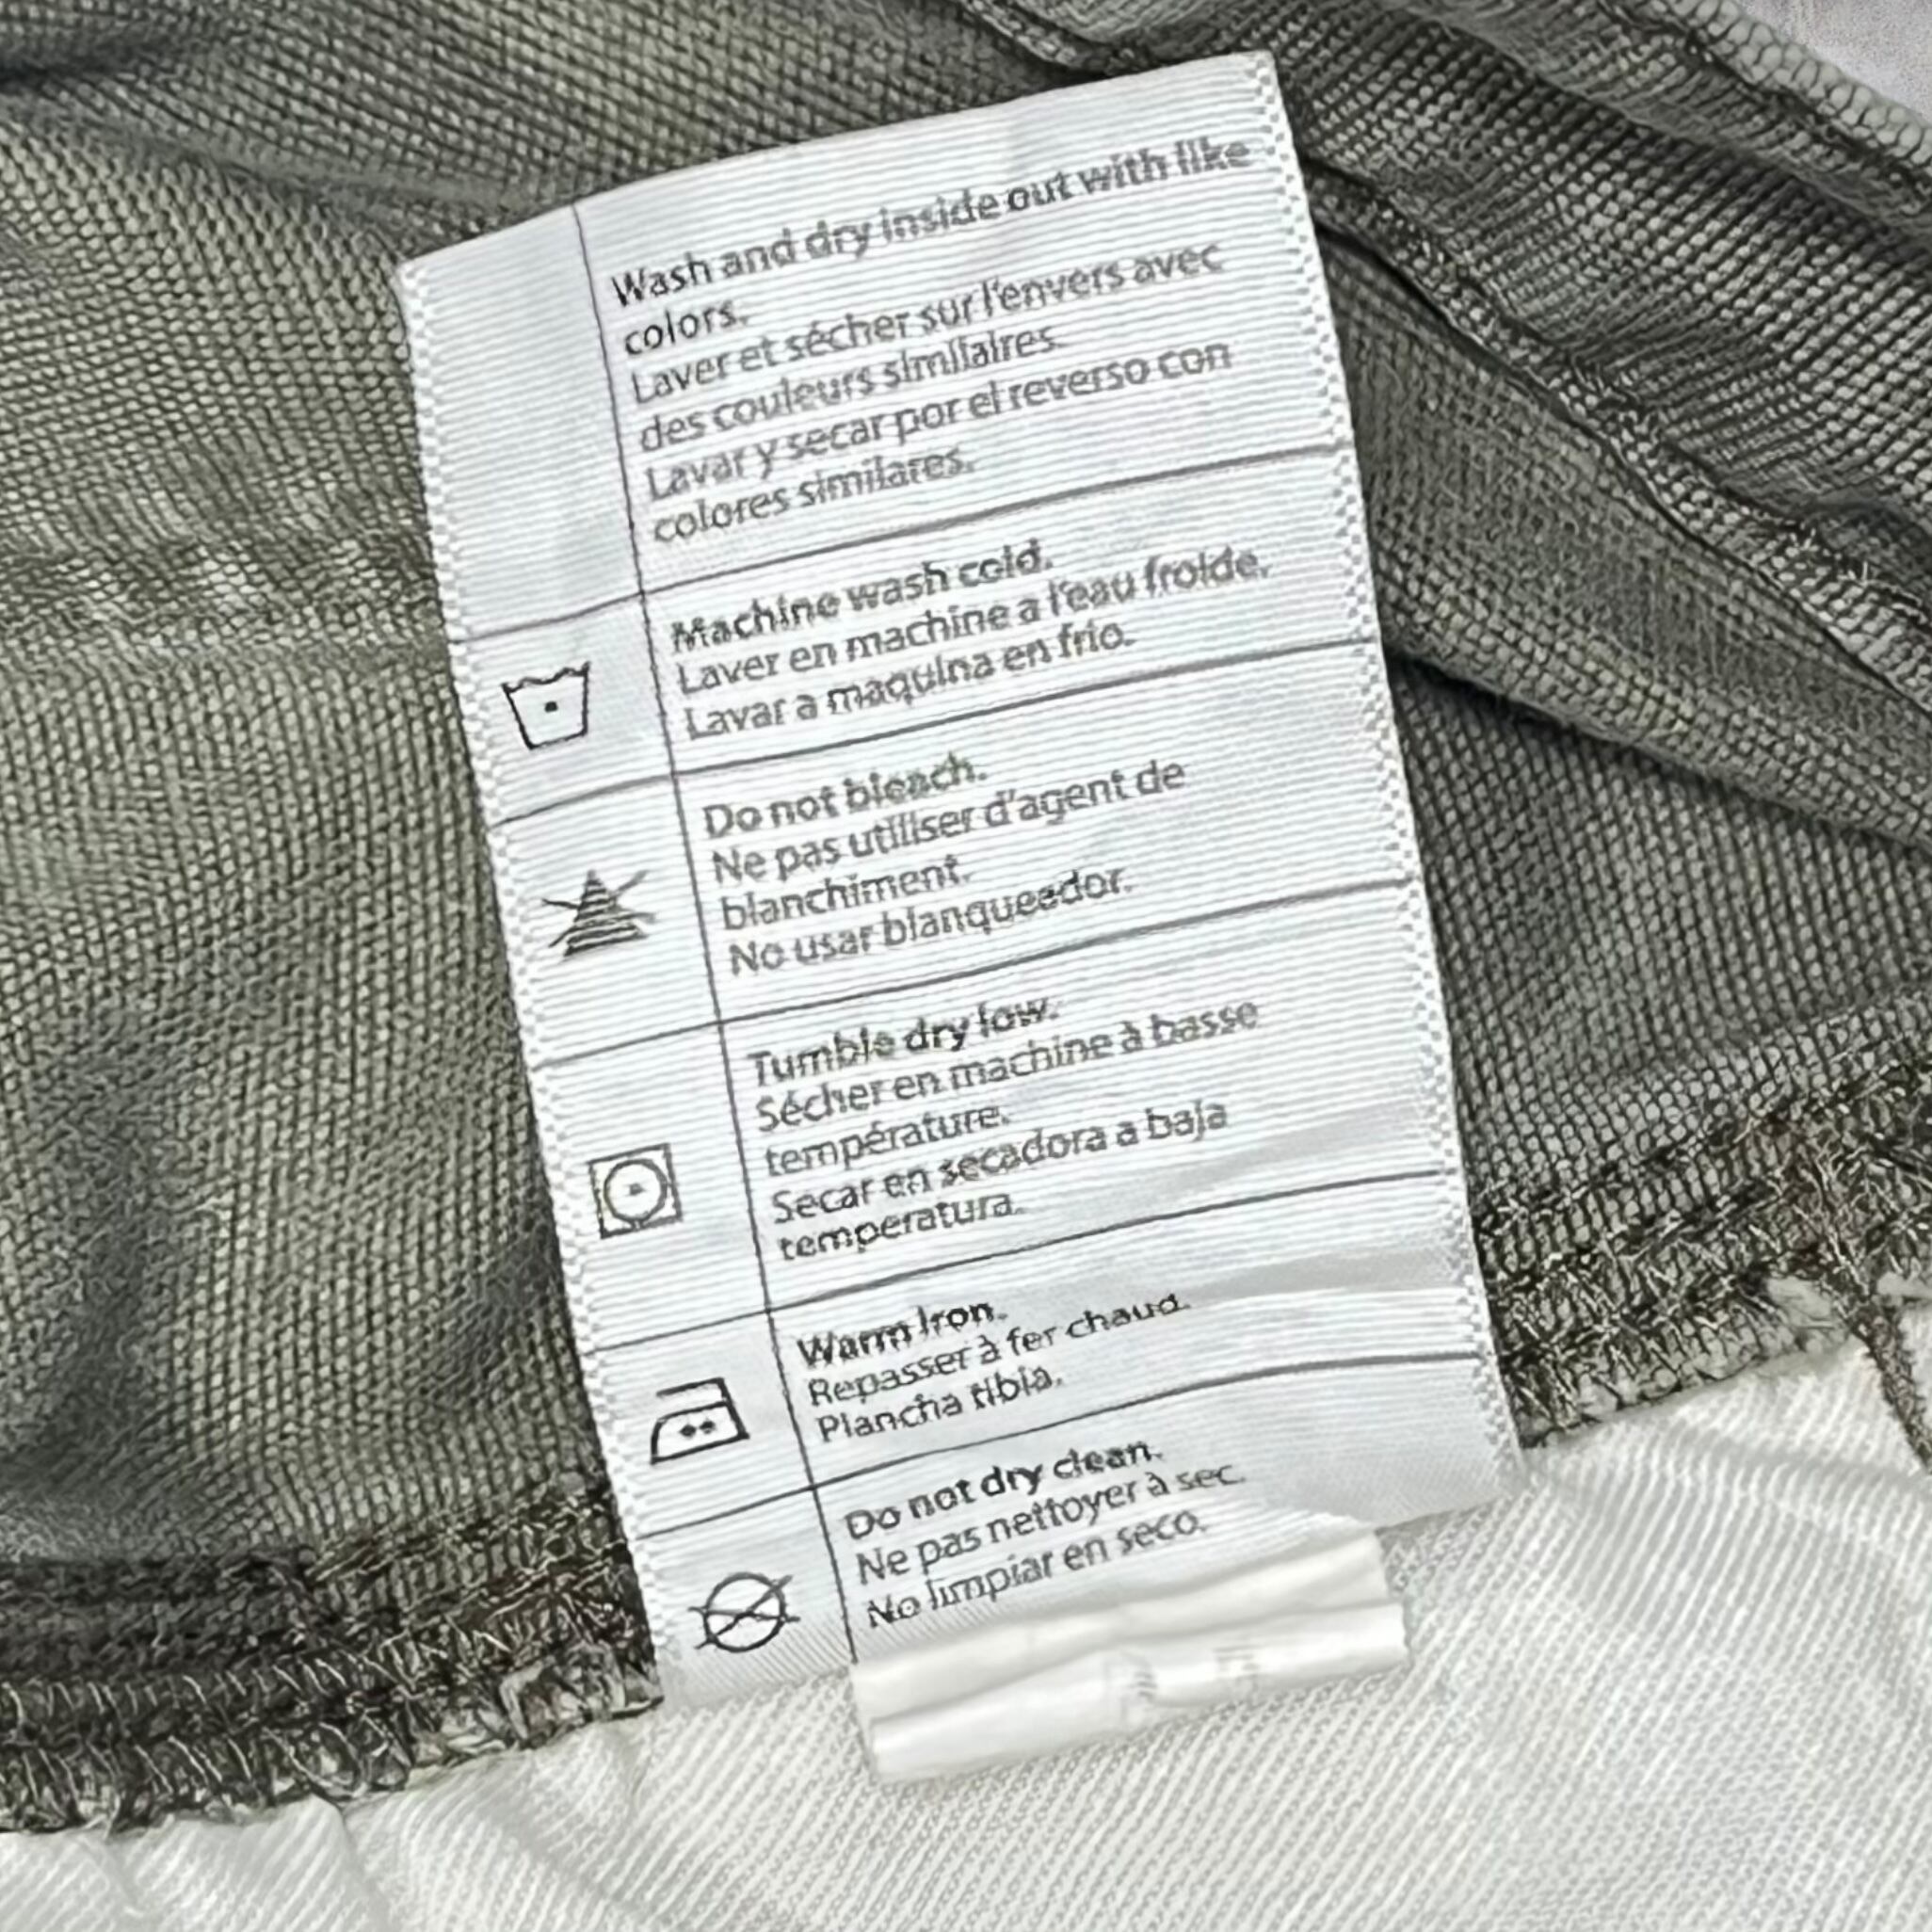 Wash and dry inside out with like
colors.
Laver et sécher sur l'envers avec
des couleurs similaires.
Lavar y secar por el reverso con
colores similares.
Machine wash cold.
Laver en machine a l'eau froide.
Lavar a maquina en frio.
Do not bleach.
Ne pas utiliser d'agent de
blanchiment.
No usar blanqueador.
Tumble dry low.
Sécher en machine à basse
température.
Secar en secadora a baja
temperatura.
Warm Iron.
Repasser à fer chaud.
Plancha tibia.
Do not dry clean.
Ne pas nettoyer à sec.
No limpiar en seco.